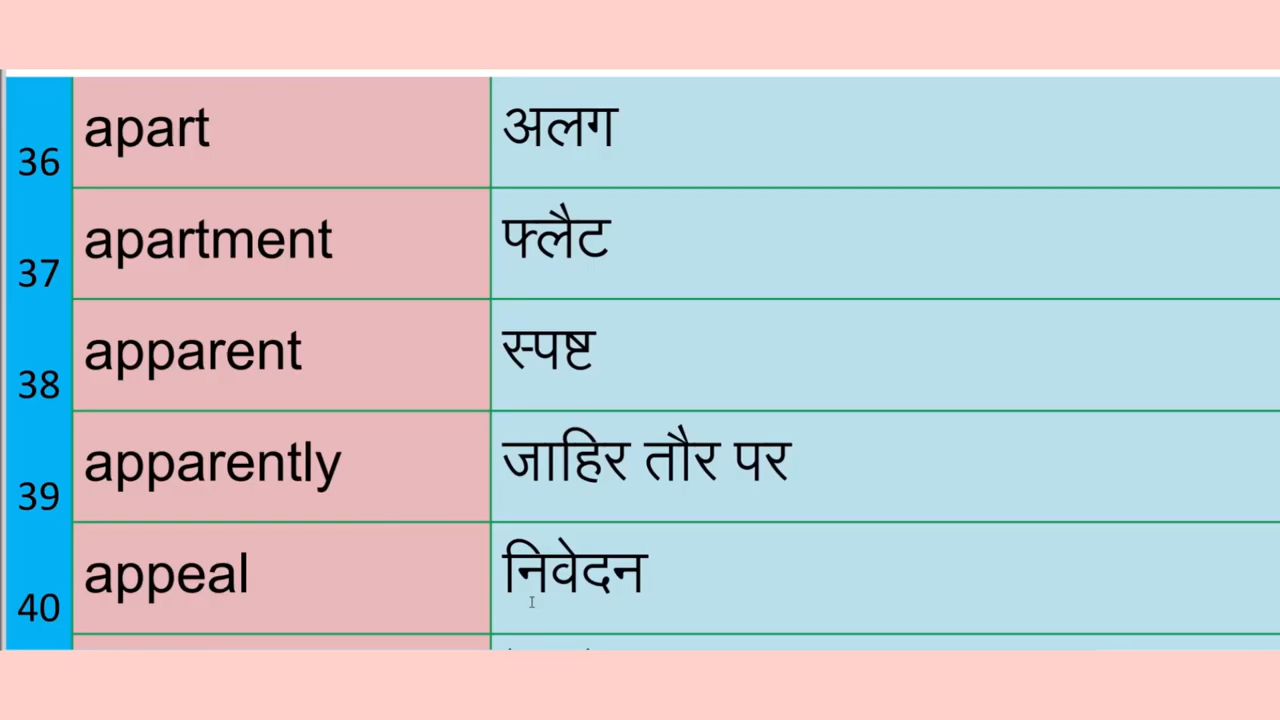 36 apart अलग
37 apartment फ्लैट
38 apparent स्पष्ट
39 apparently जाहिर तौर पर
40 appeal निवेदन